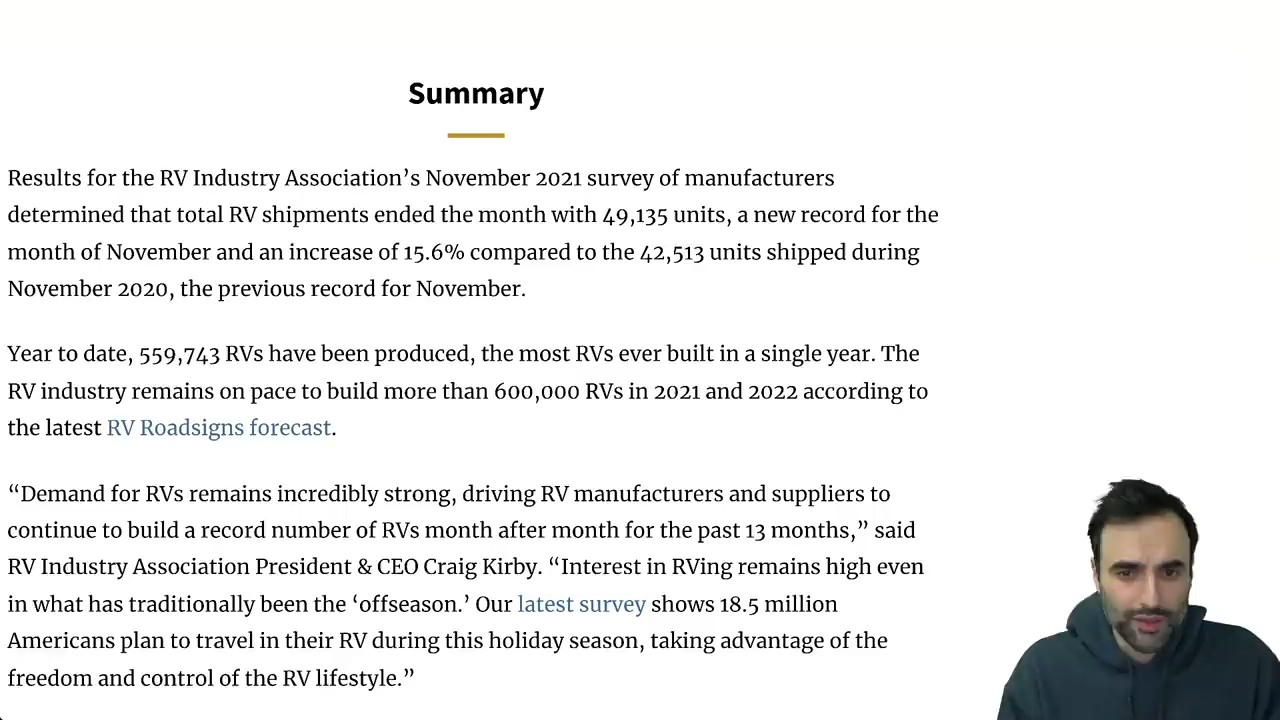 Summary
Results for the RV Industry Association’s November 2021 survey of manufacturers
determined that total RV shipments ended the month with 49,135 units, a new record for the
month of November and an increase of 15.6% compared to the 42,513 units shipped during
November 2020, the previous record for November.
Year to date, 559,743 RVs have been produced, the most RVs ever built in a single year. The
RV industry remains on pace to build more than 600,000 RVs in 2021 and 2022 according to
the latest RV Roadsigns forecast.
“Demand for RVs remains incredibly strong, driving RV manufacturers and suppliers to
continue to build a record number of RVs month after month for the past 13 months,” said
RV Industry Association President & CEO Craig Kirby. “Interest in RVing remains high even
in what has traditionally been the ‘offseason.’ Our latest survey shows 18.5 million
Americans plan to travel in their RV during this holiday season, taking advantage of the
freedom and control of the RV lifestyle.”